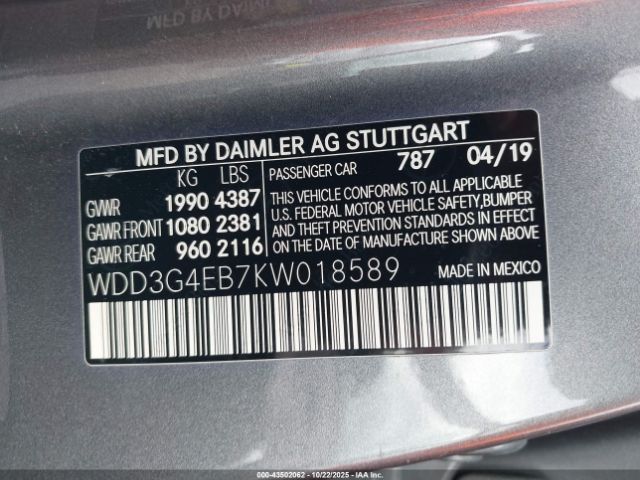 MFD BY DAIMLER AG STUTTGART
KG LBS
GVWR 1990 4387
GAWR FRONT 1080 2381
GAWR REAR 960 2116
PASSENGER CAR 787 04/19
THIS VEHICLE CONFORMS TO ALL APPLICABLE
U.S. FEDERAL MOTOR VEHICLE SAFETY,BUMPER
AND THEFT PREVENTION STANDARDS IN EFFECT
ON THE DATE OF MANUFACTURE SHOWN ABOVE.
WDD3G4EB7KW018589
MADE IN MEXICO
000-43502062 10/22/2025 IAA Inc.